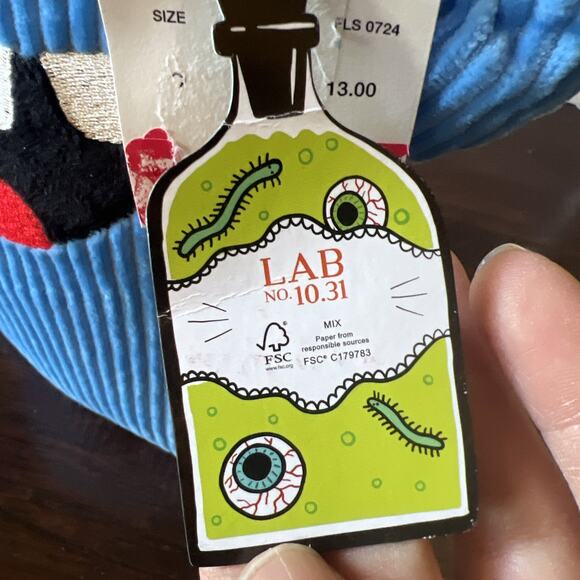 SIZE
LS 0724
13.00
LAB
NO. 10.31
FSC®
www.fsc.org
MIX
Paper from
responsible sources
FSC® C179783